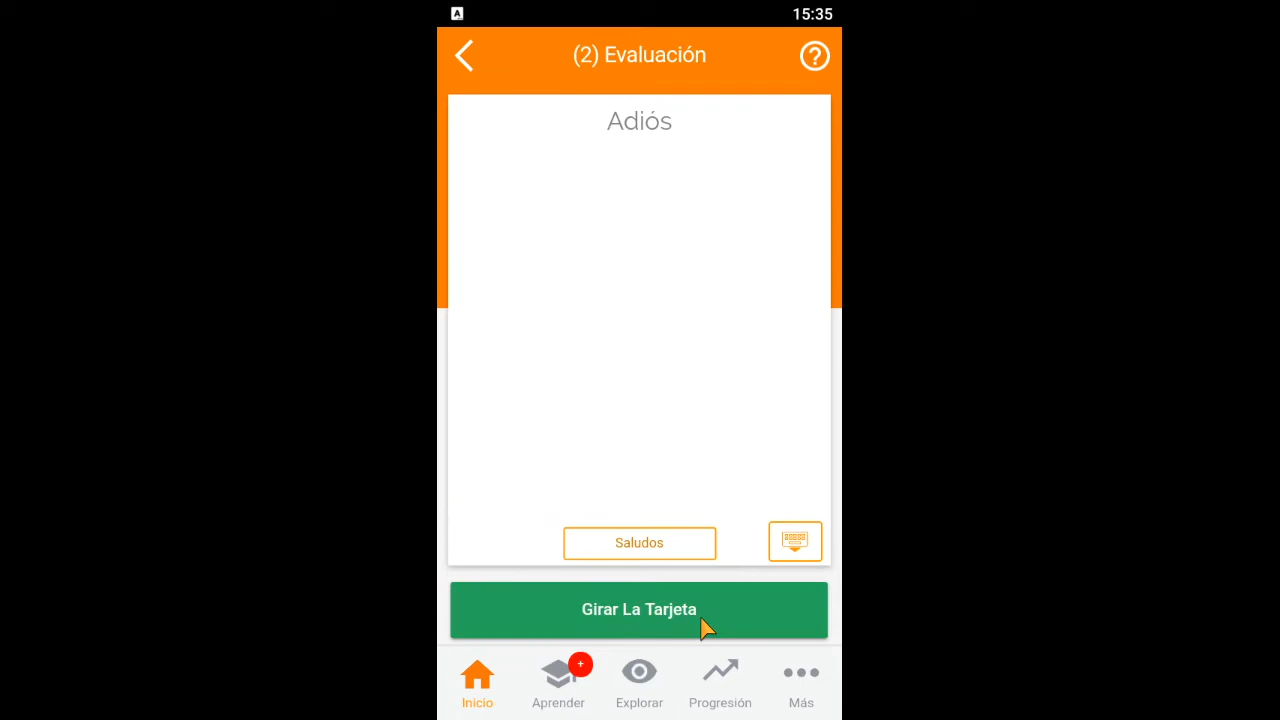 A
15:35
(2) Evaluación
?
Adiós
Saludos
Girar La Tarjeta
+
Inicio
Aprender
Explorar
Progresión
Más